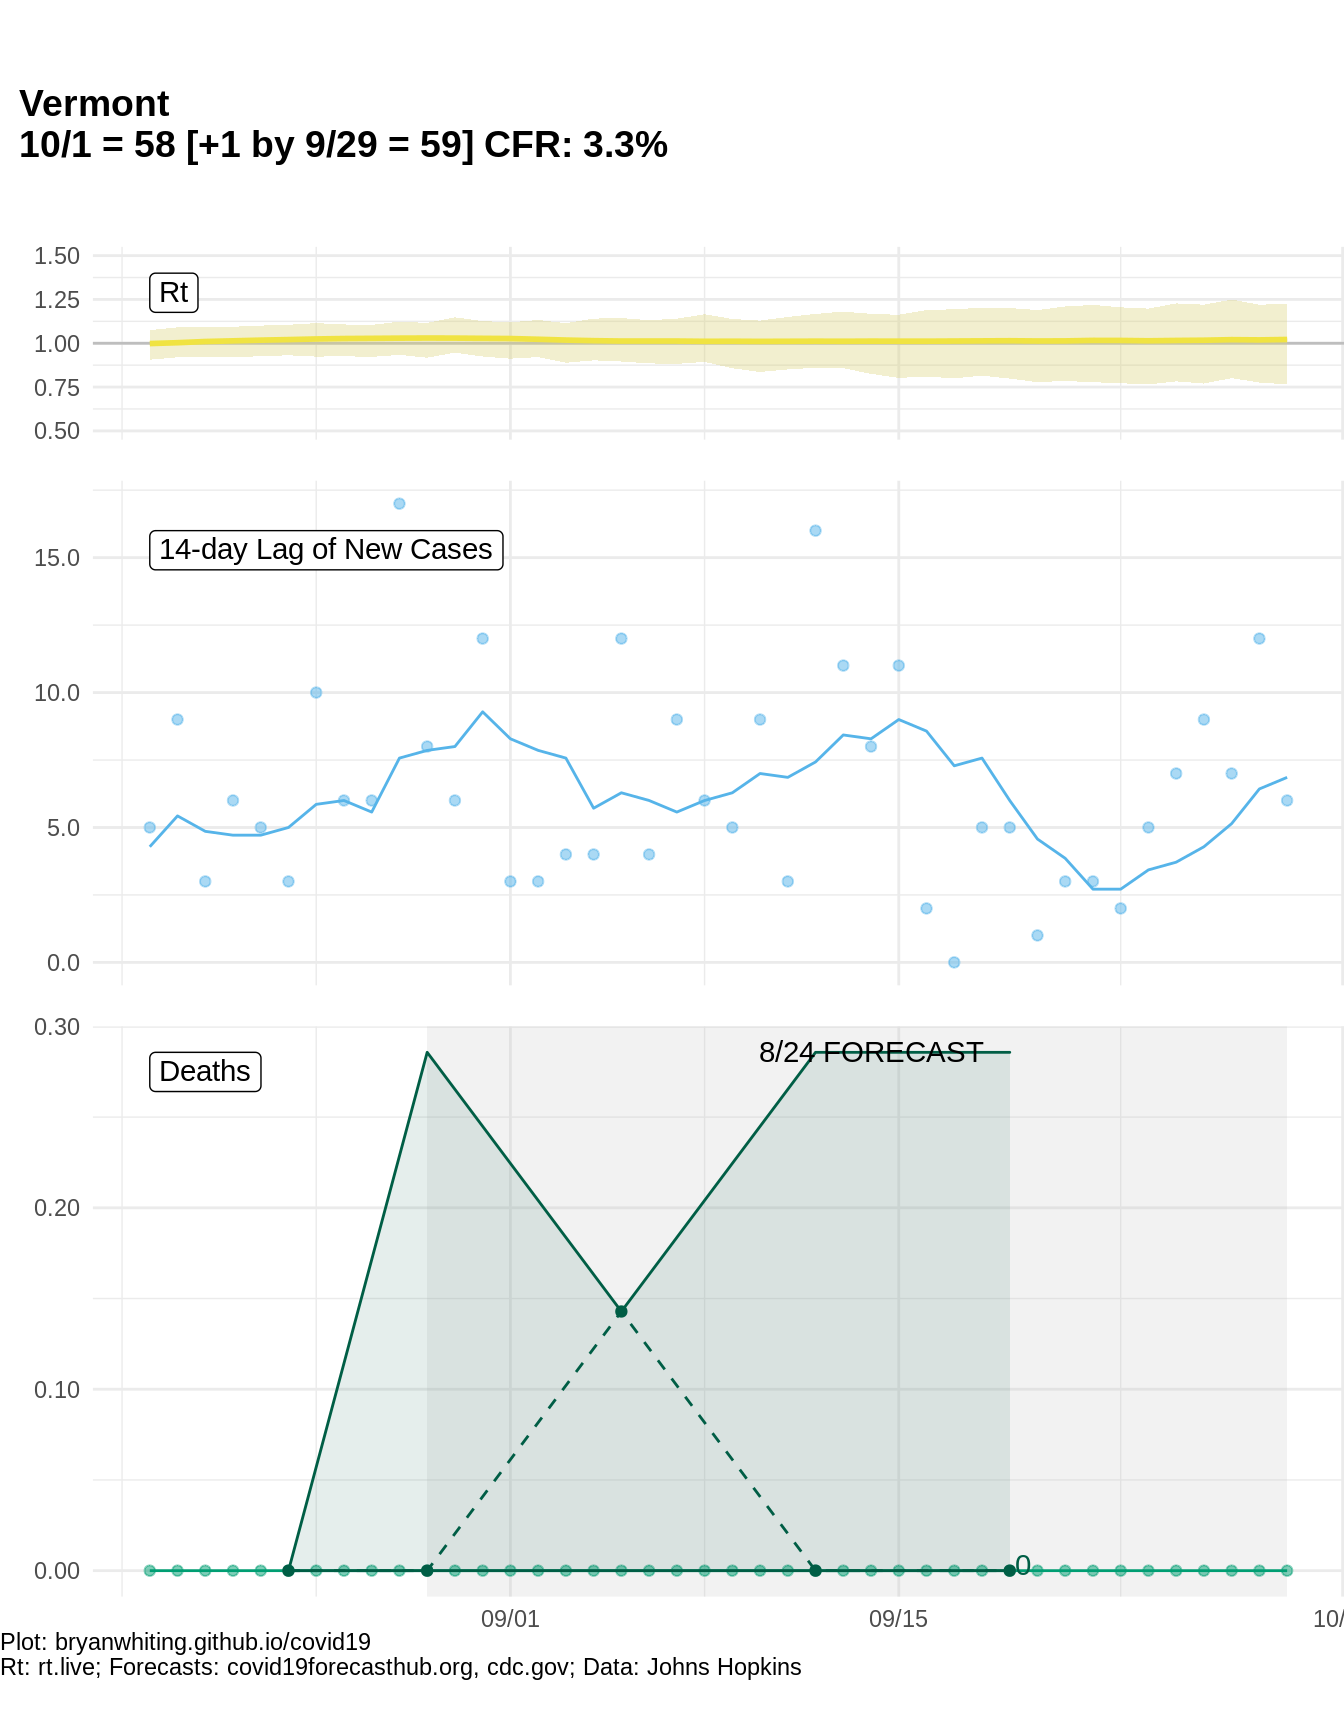 Vermont
10/1 = 58 [+1 by 9/29 = 59] CFR: 3.3%
1.50
Rt
1.25
1.00
0.75
0.50
14-day Lag of New Cases
15.0
10.0
5.0
0.0
0.30
8/24 FORECAST
Deaths
0.20
0.10
0.00
0
09/01
09/15
10/
Plot: bryanwhiting.github.io/covid19
Rt: rt.live; Forecasts: covid19forecasthub.org, cdc.gov; Data: Johns Hopkins